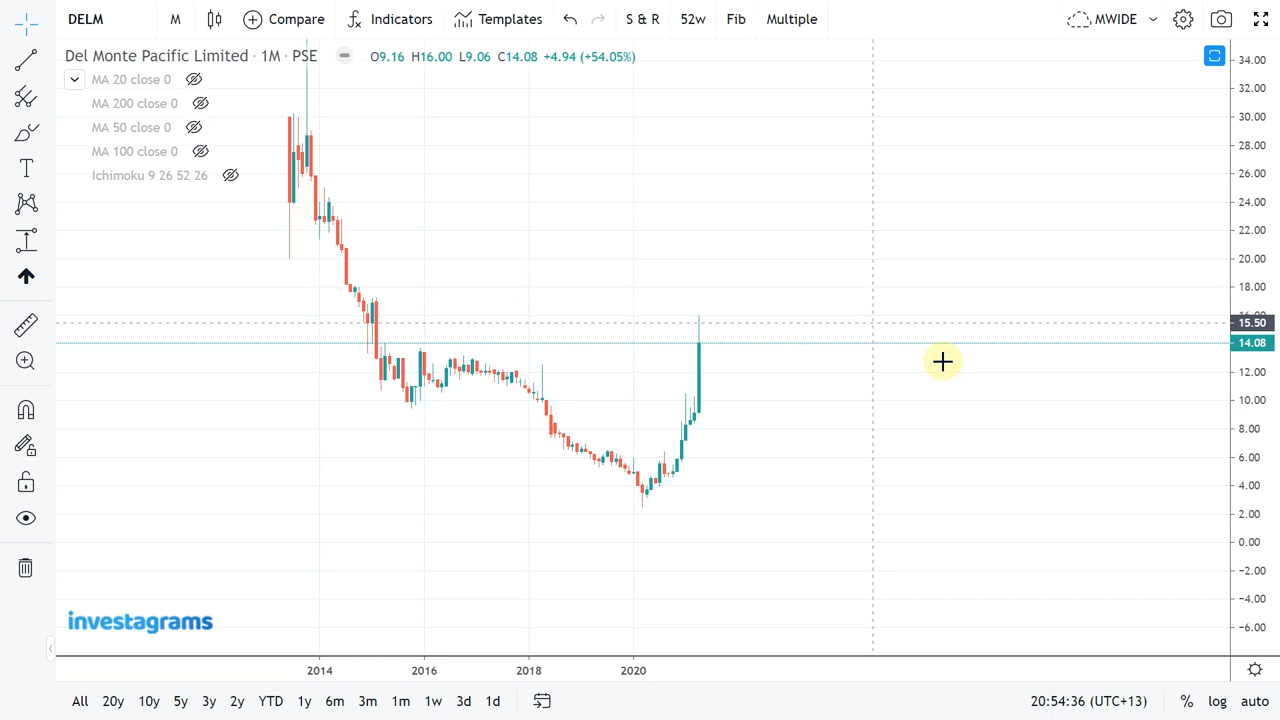 DELM M Compare Indicators Templates S & R 52w Fib Multiple MWIDE
Del Monte Pacific Limited · 1M · PSE O9.16 H16.00 L9.06 C14.08 +4.94 (+54.05%)
MA 20 close 0
MA 200 close 0
MA 50 close 0
MA 100 close 0
Ichimoku 9 26 52 26
34.00
32.00
30.00
28.00
26.00
24.00
22.00
20.00
18.00
15.50
14.08
12.00
10.00
8.00
6.00
4.00
2.00
0.00
−2.00
−4.00
−6.00
investagrams
2014 2016 2018 2020
All 20y 10y 5y 3y 2y YTD 1y 6m 3m 1m 1w 3d 1d 20:54:36 (UTC+13) % log auto